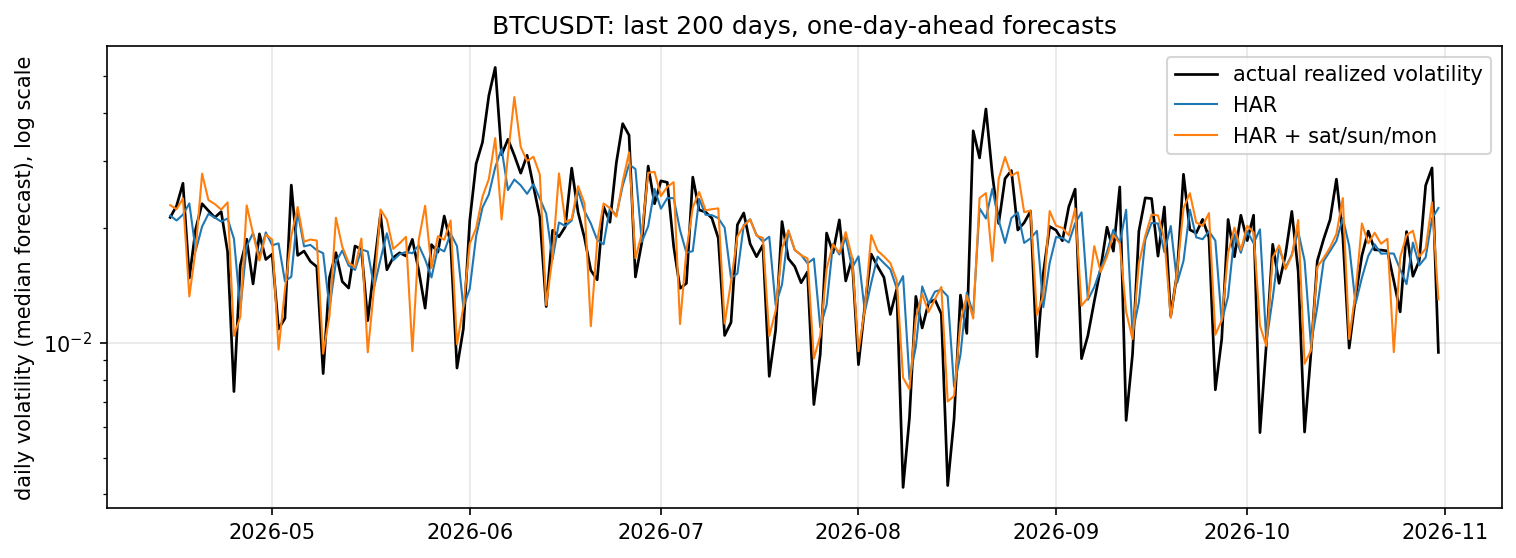 BTCUSDT: last 200 days, one-day-ahead forecasts
daily volatility (median forecast), log scale
10⁻²
actual realized volatility
HAR
HAR + sat/sun/mon
2026-05 2026-06 2026-07 2026-08 2026-09 2026-10 2026-11